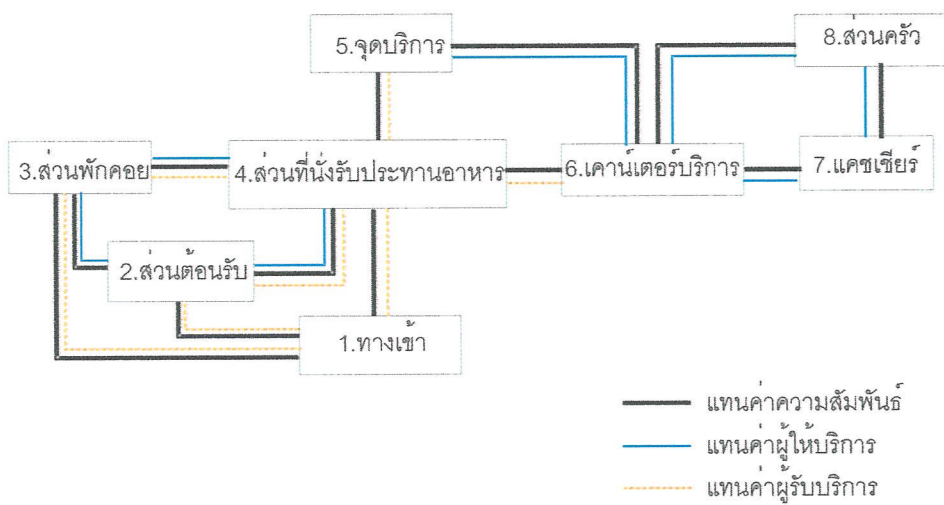 5.จุดบริการ
8.ส่วนครัว
3.ส่วนพักคอย
4.ส่วนที่นั่งรับประทานอาหาร
6.เคาน์เตอร์บริการ
7.แคชเชียร์
2.ส่วนต้อนรับ
1.ทางเข้า
แทนค่าความสัมพันธ์
แทนค่าผู้ให้บริการ
แทนค่าผู้รับบริการ